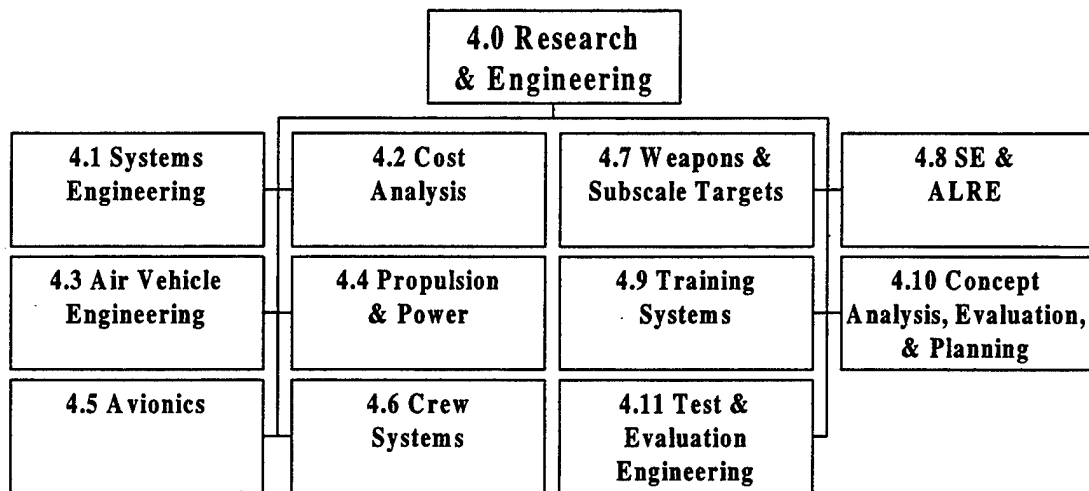 4.0 Research
& Engineering
4.1 Systems
Engineering
4.2 Cost
Analysis
4.7 Weapons &
Subscale Targets
4.8 SE &
ALRE
4.3 Air Vehicle
Engineering
4.4 Propulsion
& Power
4.9 Training
Systems
4.10 Concept
Analysis, Evaluation,
& Planning
4.5 Avionics
4.6 Crew
Systems
4.11 Test &
Evaluation
Engineering